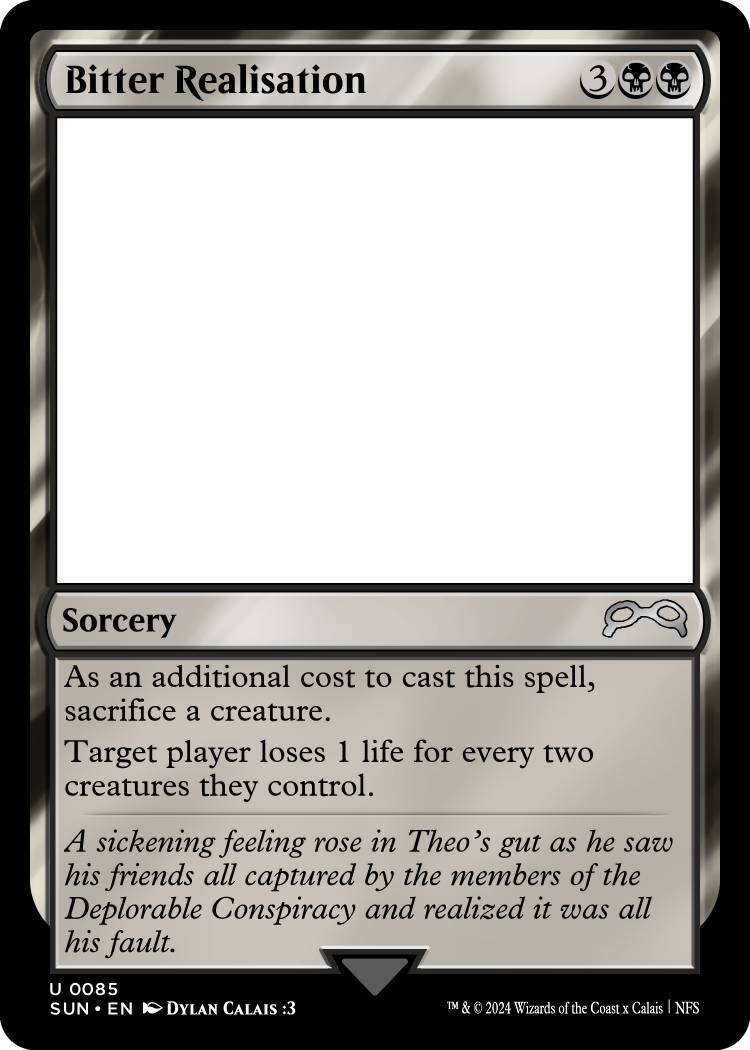 Bitter Realisation 3
Sorcery
As an additional cost to cast this spell,
sacrifice a creature.
Target player loses 1 life for every two
creatures they control.
A sickening feeling rose in Theo's gut as he saw
his friends all captured by the members of the
Deplorable Conspiracy and realized it was all
his fault.
U 0085
SUN • EN Dylan Calais :3
™ & © 2024 Wizards of the Coast x Calais | NFS